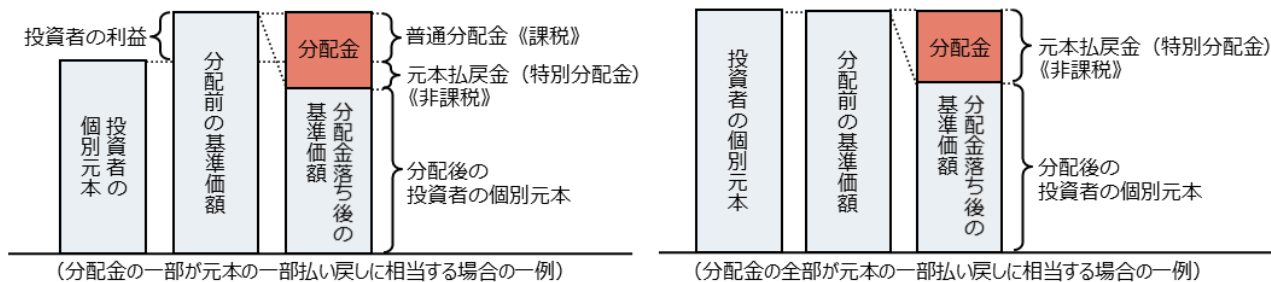 投資者の利益
投資者の
個別元本
分配前の基準価額
分配金
分配金落ち後の
基準価額
普通分配金《課税》
元本払戻金（特別分配金）
《非課税》
分配後の
投資者の個別元本
（分配金の一部が元本の一部払い戻しに相当する場合の一例）
投資者の個別元本
分配前の基準価額
分配金
分配金落ち後の
基準価額
元本払戻金（特別分配金）
《非課税》
分配後の
投資者の個別元本
（分配金の全部が元本の一部払い戻しに相当する場合の一例）